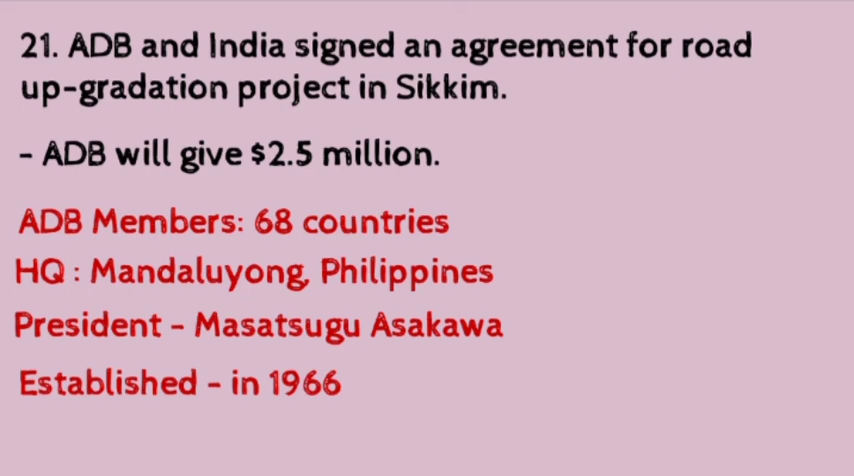 21. ADB and India signed an agreement for road
up-gradation project in Sikkim.
- ADB will give $2.5 million.
ADB Members: 68 countries
HQ : Mandaluyong, Philippines
President - Masatsugu Asakawa
Established - in 1966